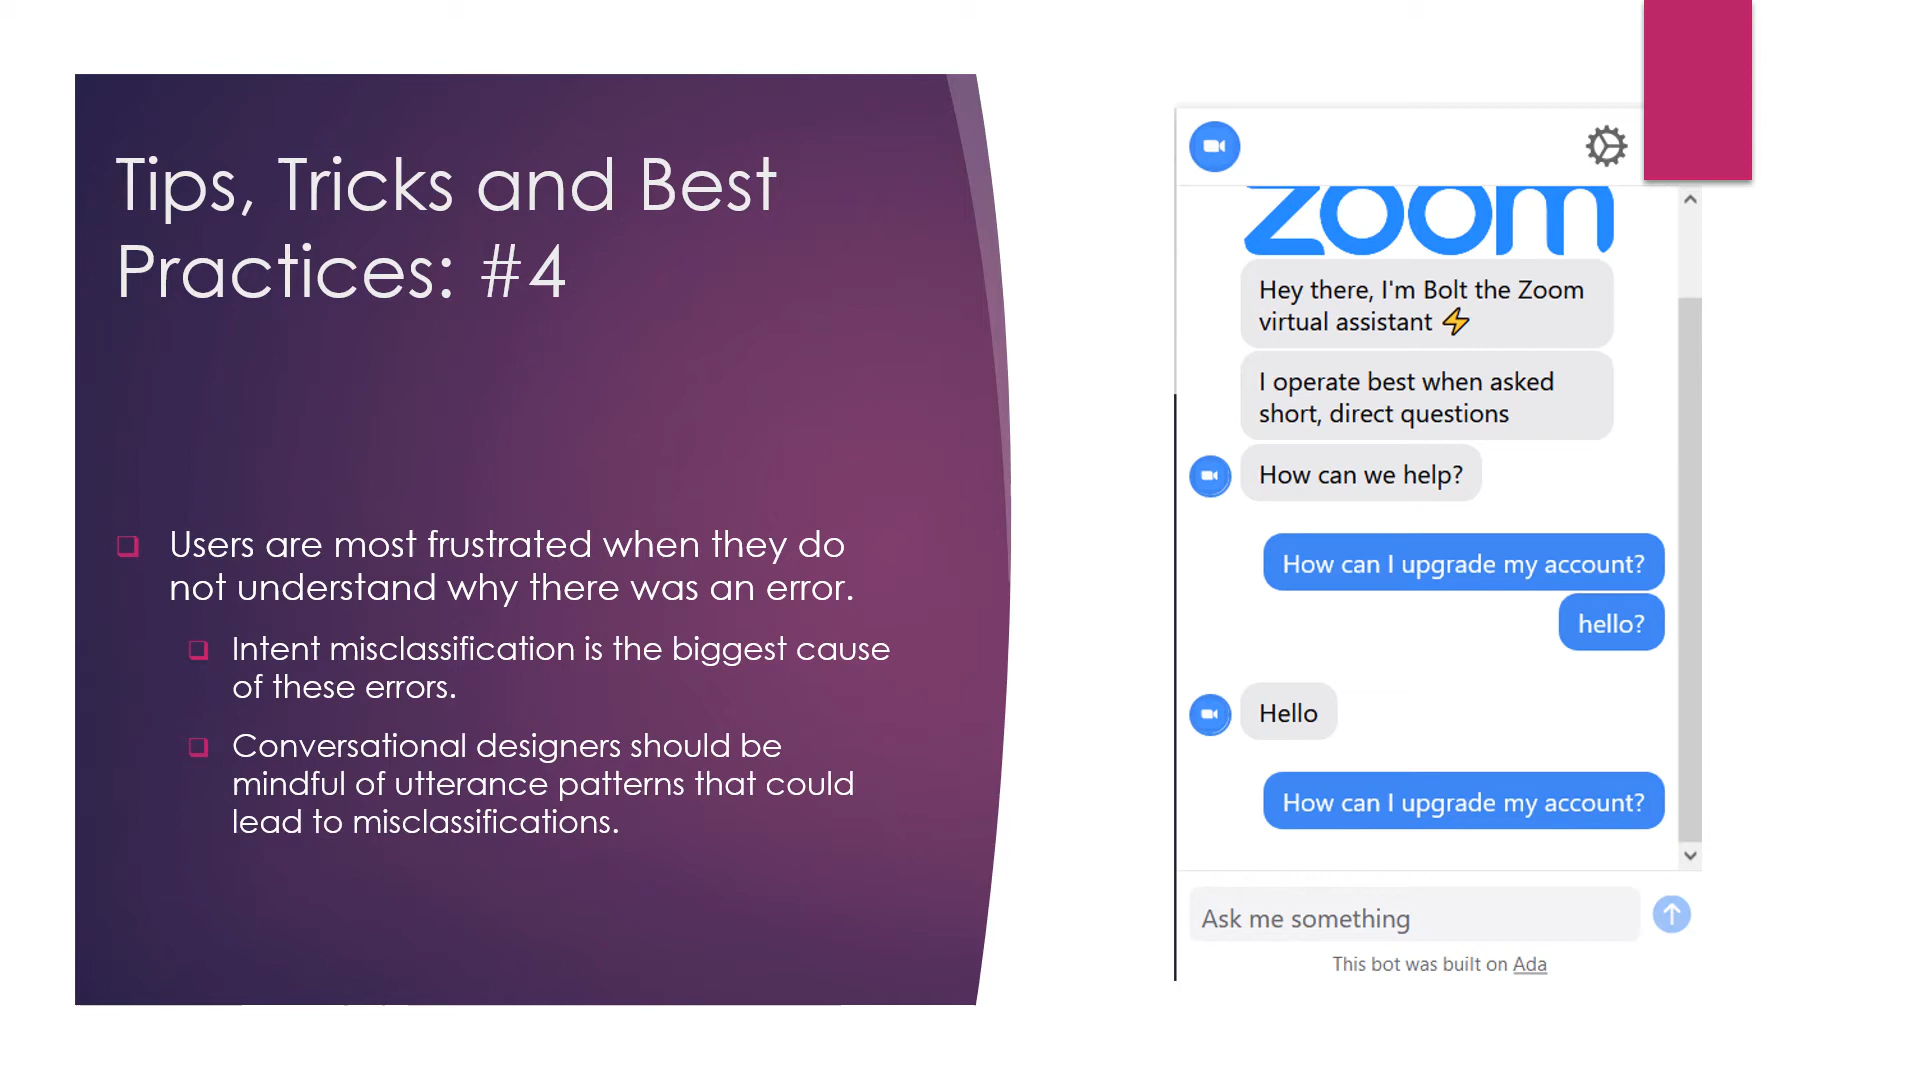 Tips, Tricks and Best
Practices: #4
Users are most frustrated when they do
not understand why there was an error.
Intent misclassification is the biggest cause
of these errors.
Conversational designers should be
mindful of utterance patterns that could
lead to misclassifications.
zoom
Hey there, I'm Bolt the Zoom
virtual assistant ⚡
I operate best when asked
short, direct questions
How can we help?
How can I upgrade my account?
hello?
Hello
How can I upgrade my account?
Ask me something
This bot was built on Ada